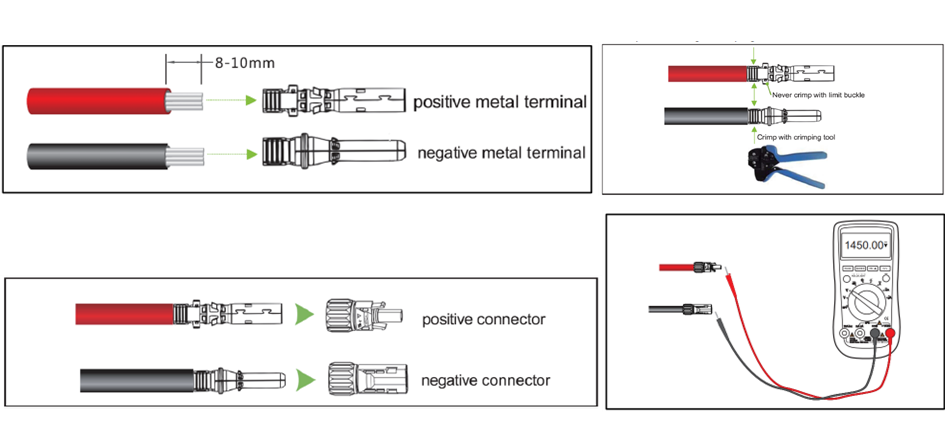 8-10mm
positive metal terminal
negative metal terminal
Never crimp with limit buckle
Crimp with crimping tool
positive connector
negative connector
1450.00